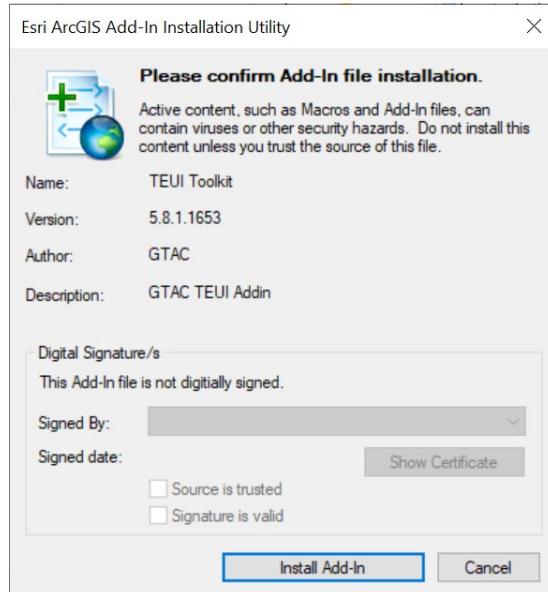 Esri ArcGIS Add-In Installation Utility
Please confirm Add-In file installation.
Active content, such as Macros and Add-In files, can
contain viruses or other security hazards. Do not install this
content unless you trust the source of this file.
Name: TEUI Toolkit
Version: 5.8.1.1653
Author: GTAC
Description: GTAC TEUI Addin
Digital Signature/s
This Add-In file is not digitially signed.
Signed By:
Signed date:
Show Certificate
Source is trusted
Signature is valid
Install Add-In Cancel